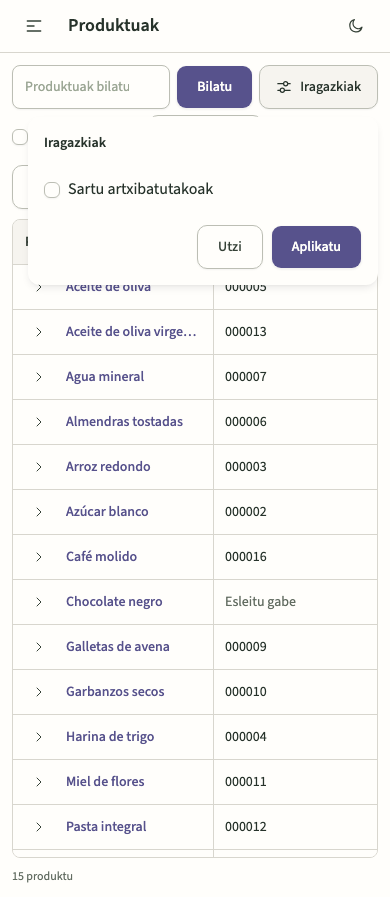 Produktuak
Produktuak bilatu
Bilatu
Iragazkiak
Iragazkiak
Sartu artxibatutakoak
Utzi
Aplikatu
Aceite de oliva 000005
Aceite de oliva virge... 000013
Agua mineral 000007
Almendras tostadas 000006
Arroz redondo 000003
Azúcar blanco 000002
Café molido 000016
Chocolate negro Esleitu gabe
Galletas de avena 000009
Garbanzos secos 000010
Harina de trigo 000004
Miel de flores 000011
Pasta integral 000012
15 produktu